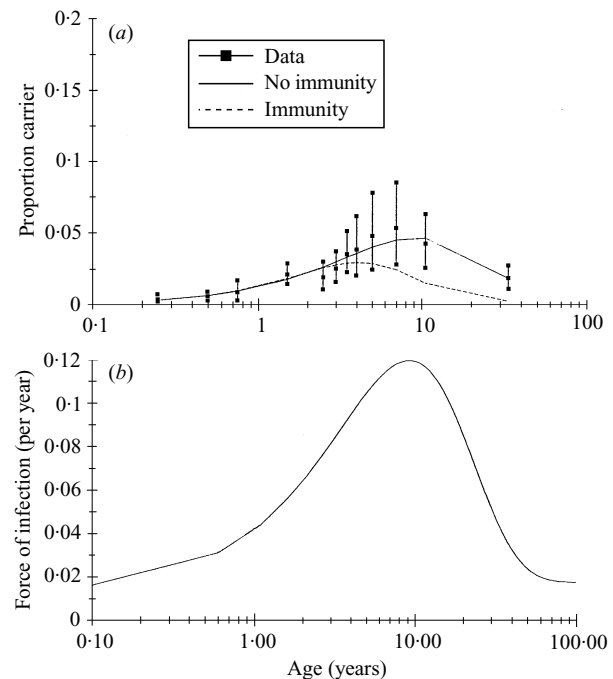 (a)
0·2
0·15
0·1
0·05
0
Proportion carrier
Data
No immunity
Immunity
0·1
1
10
100
(b)
0·12
0·1
0·08
0·06
0·04
0·02
0
Force of infection (per year)
0·10
1·00
10·00
100·00
Age (years)